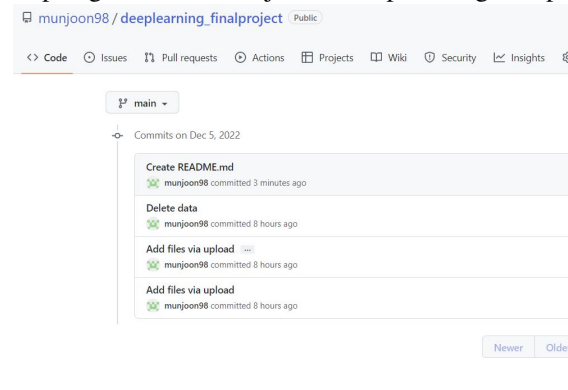 munjoon98 / deeplearning_finalproject Public
Code Issues Pull requests Actions Projects Wiki Security Insights
main
Commits on Dec 5, 2022
Create README.md
munjoon98 committed 3 minutes ago
Delete data
munjoon98 committed 8 hours ago
Add files via upload ...
munjoon98 committed 8 hours ago
Add files via upload
munjoon98 committed 8 hours ago
Newer Olde